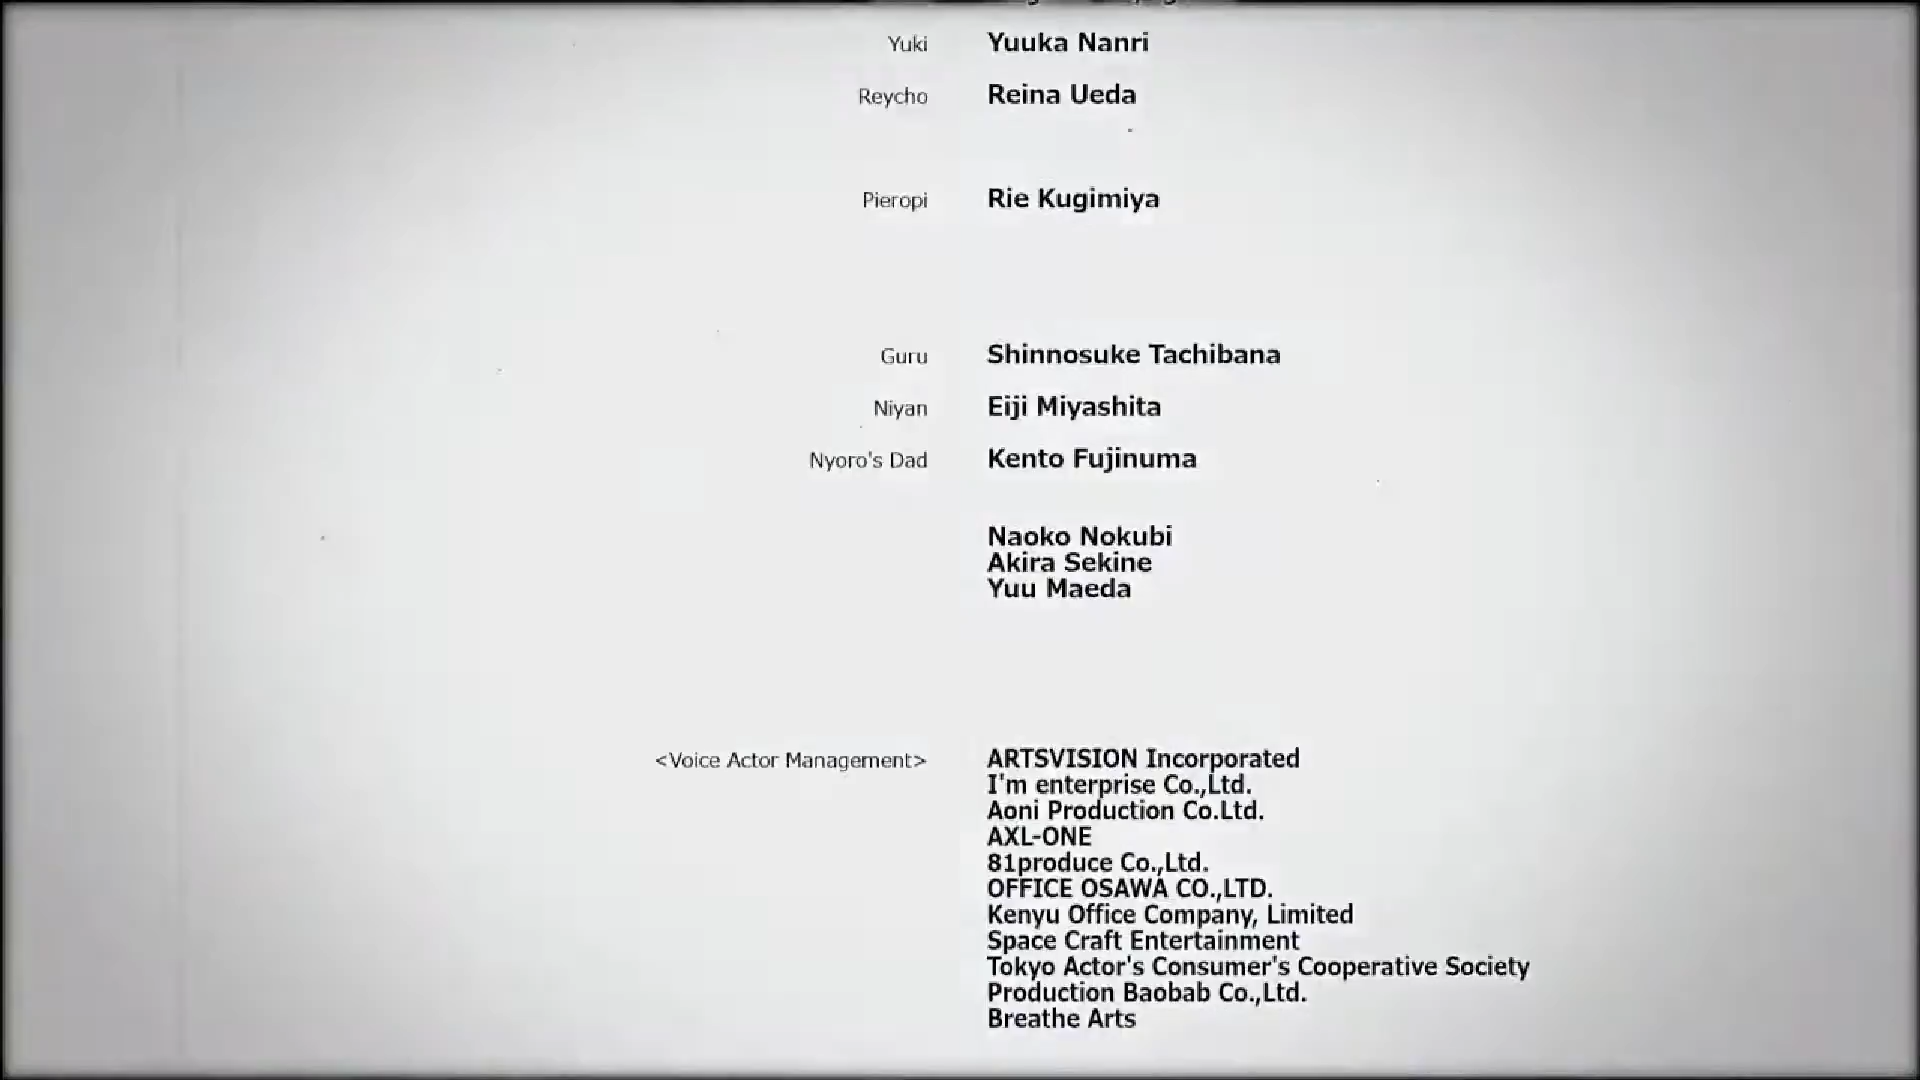 Yuki Yuuka Nanri
Reycho Reina Ueda
Pieropi Rie Kugimiya
Guru Shinnosuke Tachibana
Niyan Eiji Miyashita
Nyoro's Dad Kento Fujinuma
Naoko Nokubi
Akira Sekine
Yuu Maeda
<Voice Actor Management> ARTSVISION Incorporated
I'm enterprise Co.,Ltd.
Aoni Production Co.Ltd.
AXL-ONE
81produce Co.,Ltd.
OFFICE OSAWA CO.,LTD.
Kenyu Office Company, Limited
Space Craft Entertainment
Tokyo Actor's Consumer's Cooperative Society
Production Baobab Co.,Ltd.
Breathe Arts